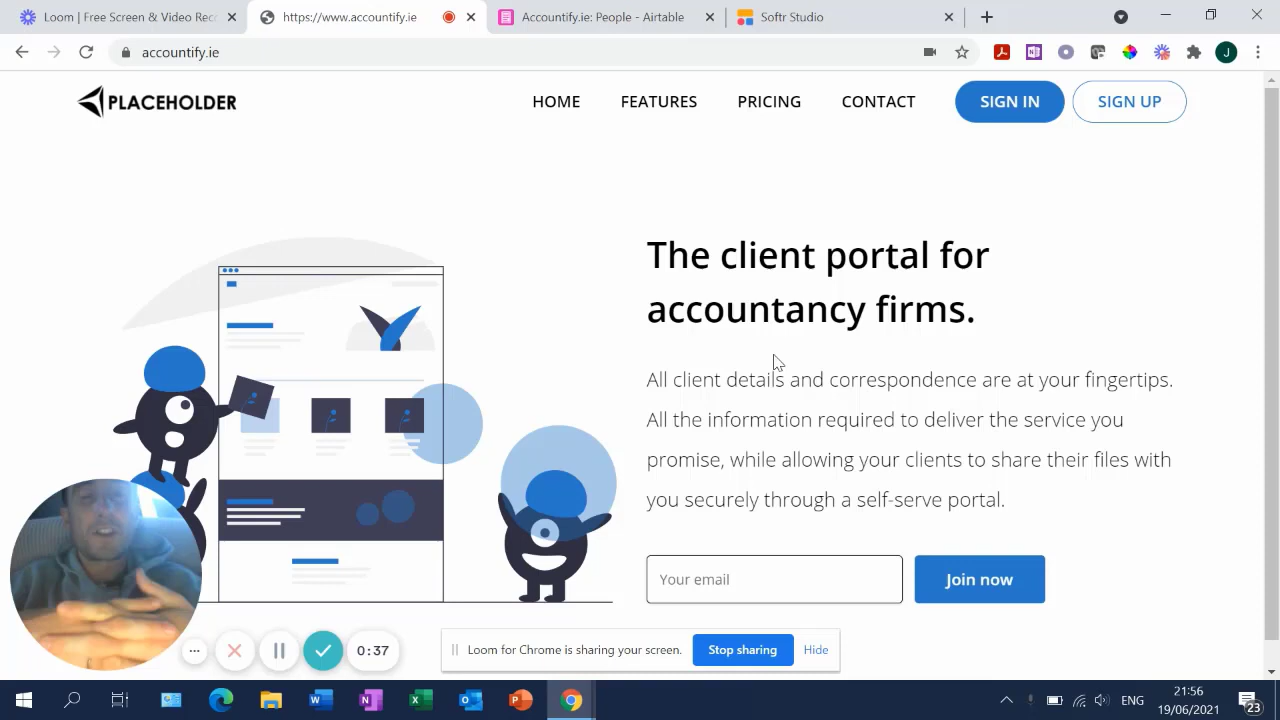 oom | Free Screen & Video Reco
https://www.accountify.ie
Accountify.ie: People - Airtable
Softr Studio
accountify.ie
J
PLACEHOLDER
HOME
FEATURES
PRICING
CONTACT
SIGN IN
SIGN UP
The client portal for
accountancy firms.
All client details and correspondence are at your fingertips.
All the information required to deliver the service you
promise, while allowing your clients to share their files with
you securely through a self-serve portal.
Your email
Join now
0:37
Loom for Chrome is sharing your screen.
Stop sharing
Hide
ENG
21:56
19/06/2021
23